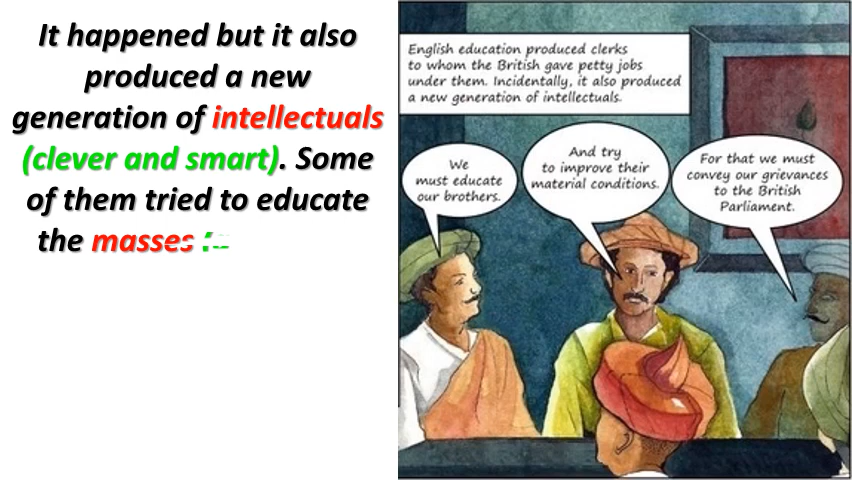 It happened but it also
produced a new
generation of intellectuals
(clever and smart). Some
of them tried to educate
the masses
English education produced clerks
to whom the British gave petty jobs
under them. Incidentally, it also produced
a new generation of intellectuals.
We
must educate
our brothers.
And try
to improve their
material conditions.
For that we must
convey our grievances
to the British
Parliament.